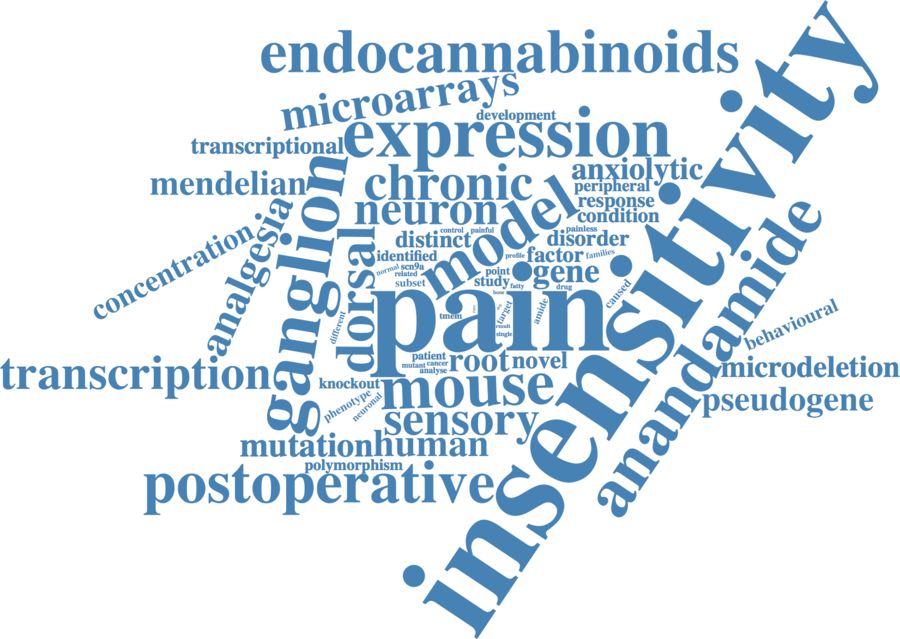 endocannabinoids
insensitivity
microarrays
development
expression
transcriptional
anxiolytic
mendelian
chronic
peripheral
response
model
neuron
condition
ganglion
analgesia
control
painful
painless
concentration
distinct
disorder
dorsal
identified
profile
factor
families
anandamide
normal
scn9a
related
point
gene
subset
study
fatty
drug
bone
caused
pain
target
amide
tmem
behavioural
different
result
single
patient
mutant
cancer
analyse
root
novel
transcription
microdeletion
knockout
mouse
phenotype
neuronal
pseudogene
sensory
mutation
human
polymorphism
postoperative